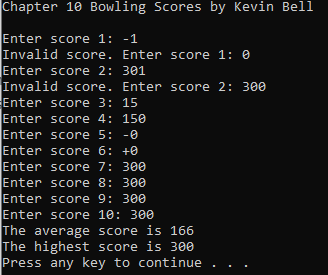 Chapter 10 Bowling Scores by Kevin Bell
Enter score 1: -1
Invalid score. Enter score 1: 0
Enter score 2: 301
Invalid score. Enter score 2: 300
Enter score 3: 15
Enter score 4: 150
Enter score 5: -0
Enter score 6: +0
Enter score 7: 300
Enter score 8: 300
Enter score 9: 300
Enter score 10: 300
The average score is 166
The highest score is 300
Press any key to continue . . .